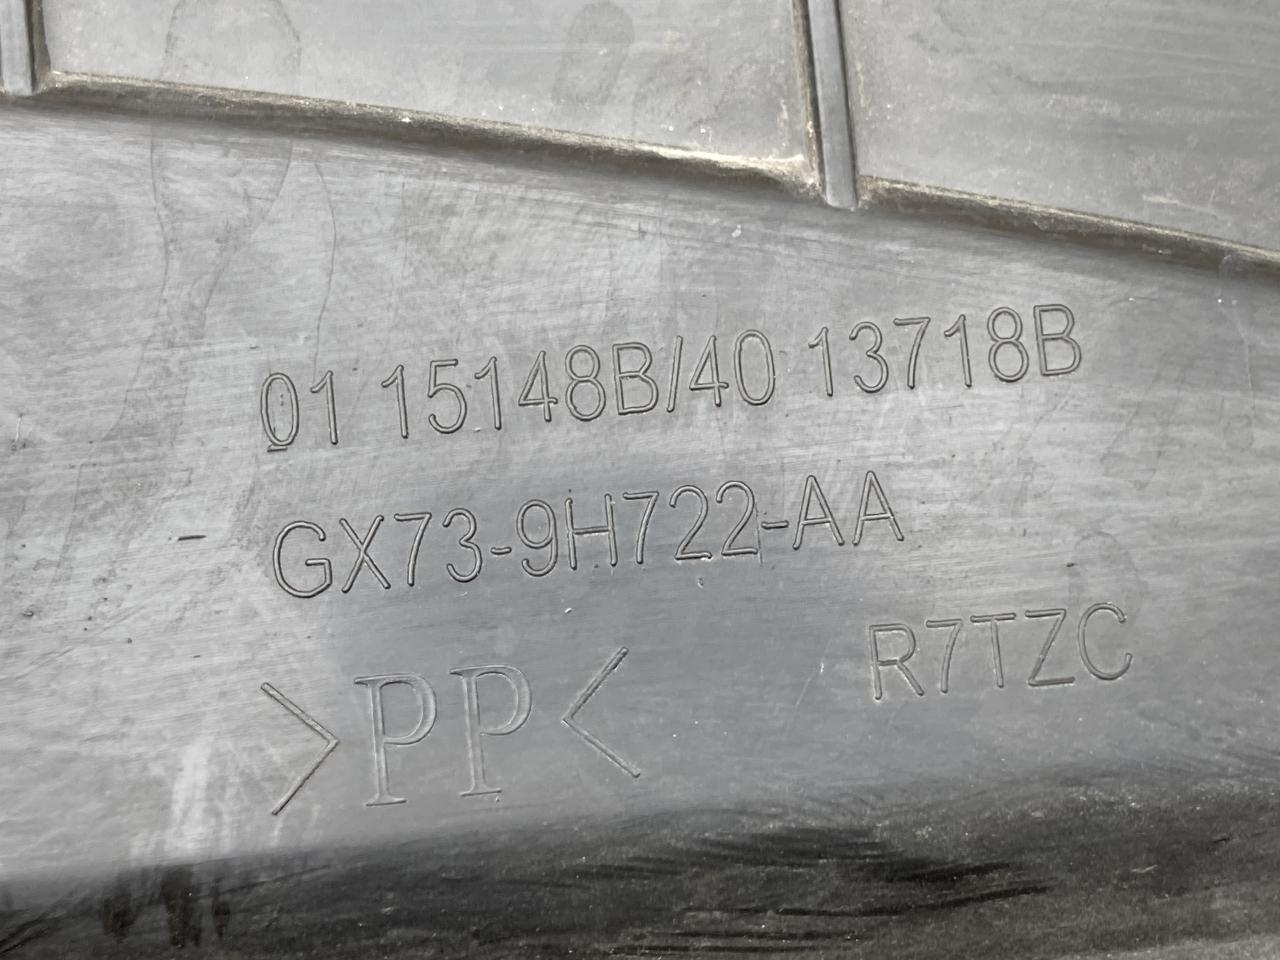 01 15148B/40 13718B
GX73-9H722-AA
R7TZC
>PP<